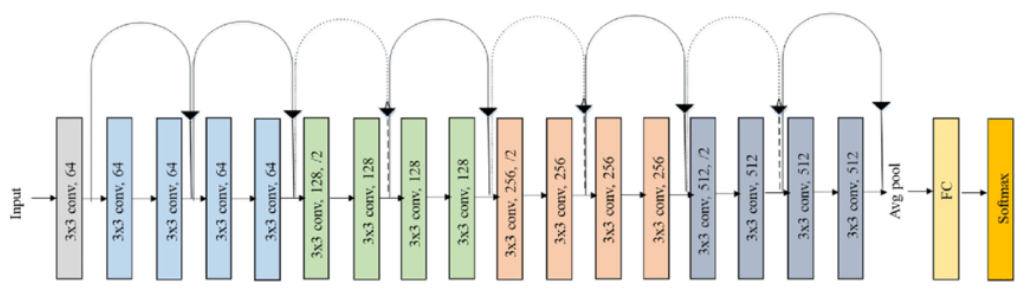 Input
3x3 conv, 64
3x3 conv, 64
3x3 conv, 64
3x3 conv, 64
3x3 conv, 64
3x3 conv, 128, /2
3x3 conv, 128
3x3 conv, 128
3x3 conv, 128
3x3 conv, 256, /2
3x3 conv, 256
3x3 conv, 256
3x3 conv, 256
3x3 conv, 512, /2
3x3 conv, 512
3x3 conv, 512
3x3 conv, 512
Avg pool
FC
Softmax